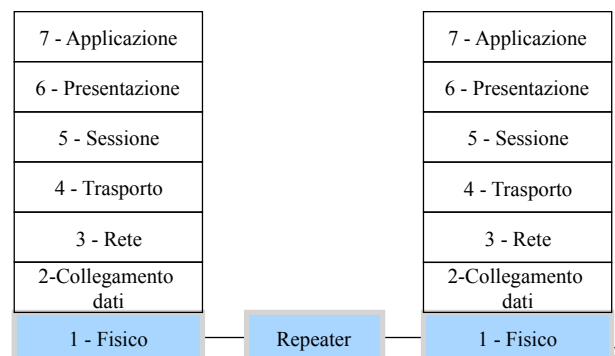 7 - Applicazione
6 - Presentazione
5 - Sessione
4 - Trasporto
3 - Rete
2-Collegamento
dati
1 - Fisico
Repeater
7 - Applicazione
6 - Presentazione
5 - Sessione
4 - Trasporto
3 - Rete
2-Collegamento
dati
1 - Fisico